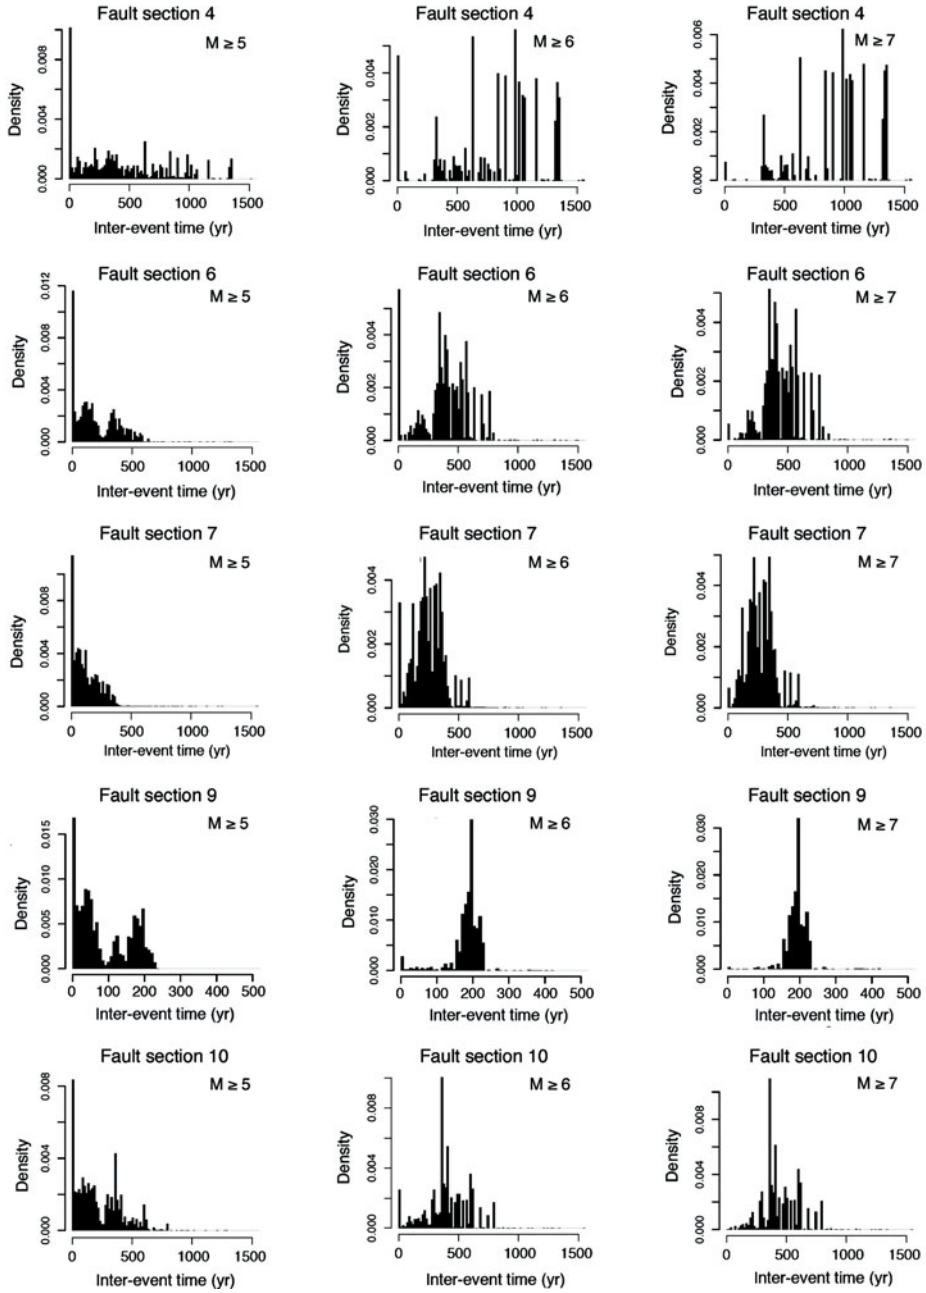 Fault section 4 Fault section 4 Fault section 4
M ≥ 5 M ≥ 6 M ≥ 7
Density Density Density
0.000 0.004 0.008 0.000 0.002 0.004 0.000 0.002 0.004 0.006
0 500 1000 1500 0 500 1000 1500 0 500 1000 1500
Inter-event time (yr) Inter-event time (yr) Inter-event time (yr)
Fault section 6 Fault section 6 Fault section 6
M ≥ 5 M ≥ 6 M ≥ 7
Density Density Density
0.000 0.004 0.008 0.012 0.000 0.002 0.004 0.000 0.002 0.004
0 500 1000 1500 0 500 1000 1500 0 500 1000 1500
Inter-event time (yr) Inter-event time (yr) Inter-event time (yr)
Fault section 7 Fault section 7 Fault section 7
M ≥ 5 M ≥ 6 M ≥ 7
Density Density Density
0.000 0.004 0.008 0.000 0.002 0.004 0.000 0.002 0.004
0 500 1000 1500 0 500 1000 1500 0 500 1000 1500
Inter-event time (yr) Inter-event time (yr) Inter-event time (yr)
Fault section 9 Fault section 9 Fault section 9
M ≥ 5 M ≥ 6 M ≥ 7
Density Density Density
0.000 0.005 0.010 0.015 0.000 0.010 0.020 0.030 0.000 0.010 0.020 0.030
0 100 200 300 400 500 0 100 200 300 400 500 0 100 200 300 400 500
Inter-event time (yr) Inter-event time (yr) Inter-event time (yr)
Fault section 10 Fault section 10 Fault section 10
M ≥ 5 M ≥ 6 M ≥ 7
Density Density Density
0.000 0.004 0.008 0.000 0.004 0.008 0.000 0.004 0.008
0 500 1000 1500 0 500 1000 1500 0 500 1000 1500
Inter-event time (yr) Inter-event time (yr) Inter-event time (yr)